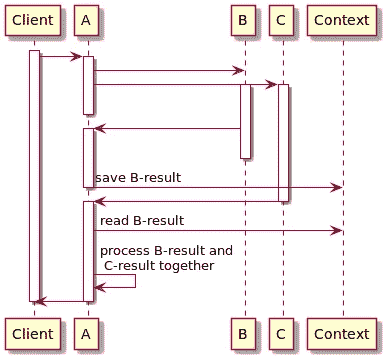 Client A B C Context
save B-result
read B-result
process B-result and
C-result together
Client A B C Context